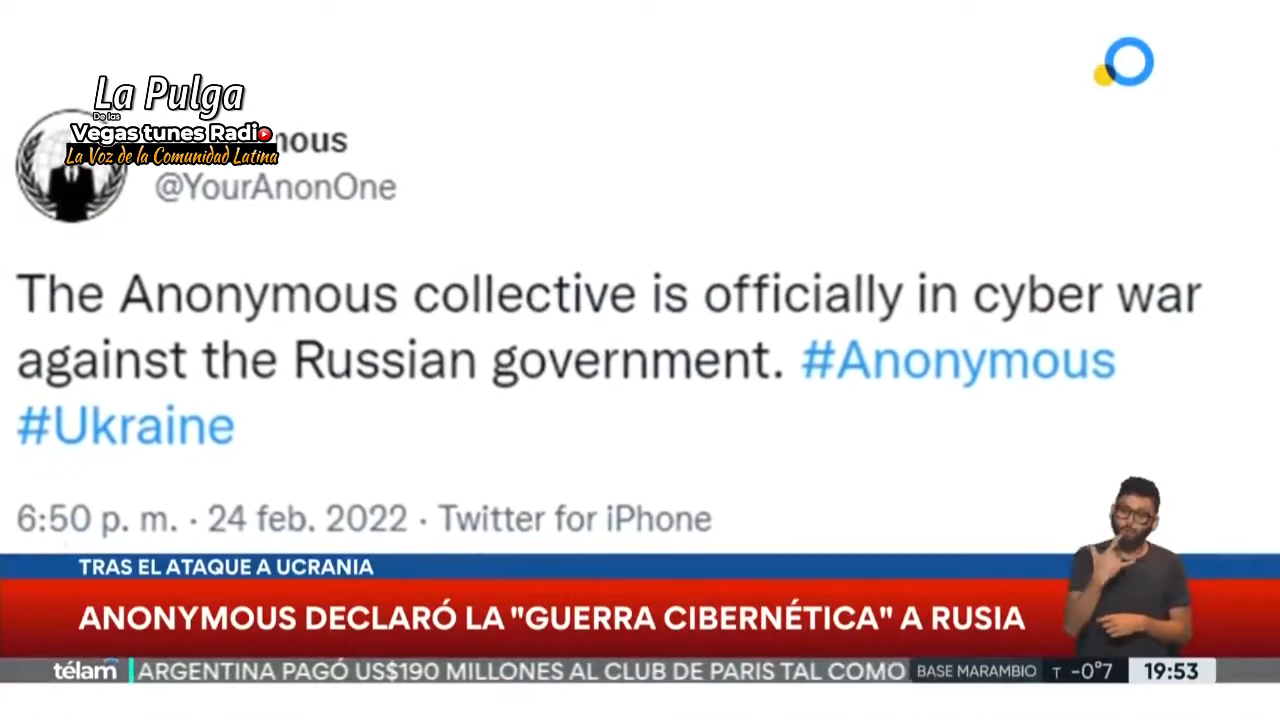 La Pulga
De las
Vegas tunes Radio
La Voz de la Comunidad Latina
@YourAnonOne
The Anonymous collective is officially in cyber war
against the Russian government. #Anonymous
#Ukraine
6:50 p. m. · 24 feb. 2022 · Twitter for iPhone
TRAS EL ATAQUE A UCRANIA
ANONYMOUS DECLARÓ LA "GUERRA CIBERNÉTICA" A RUSIA
télam ARGENTINA PAGÓ US$190 MILLONES AL CLUB DE PARIS TAL COMO BASE MARAMBIO T -0°7 19:53